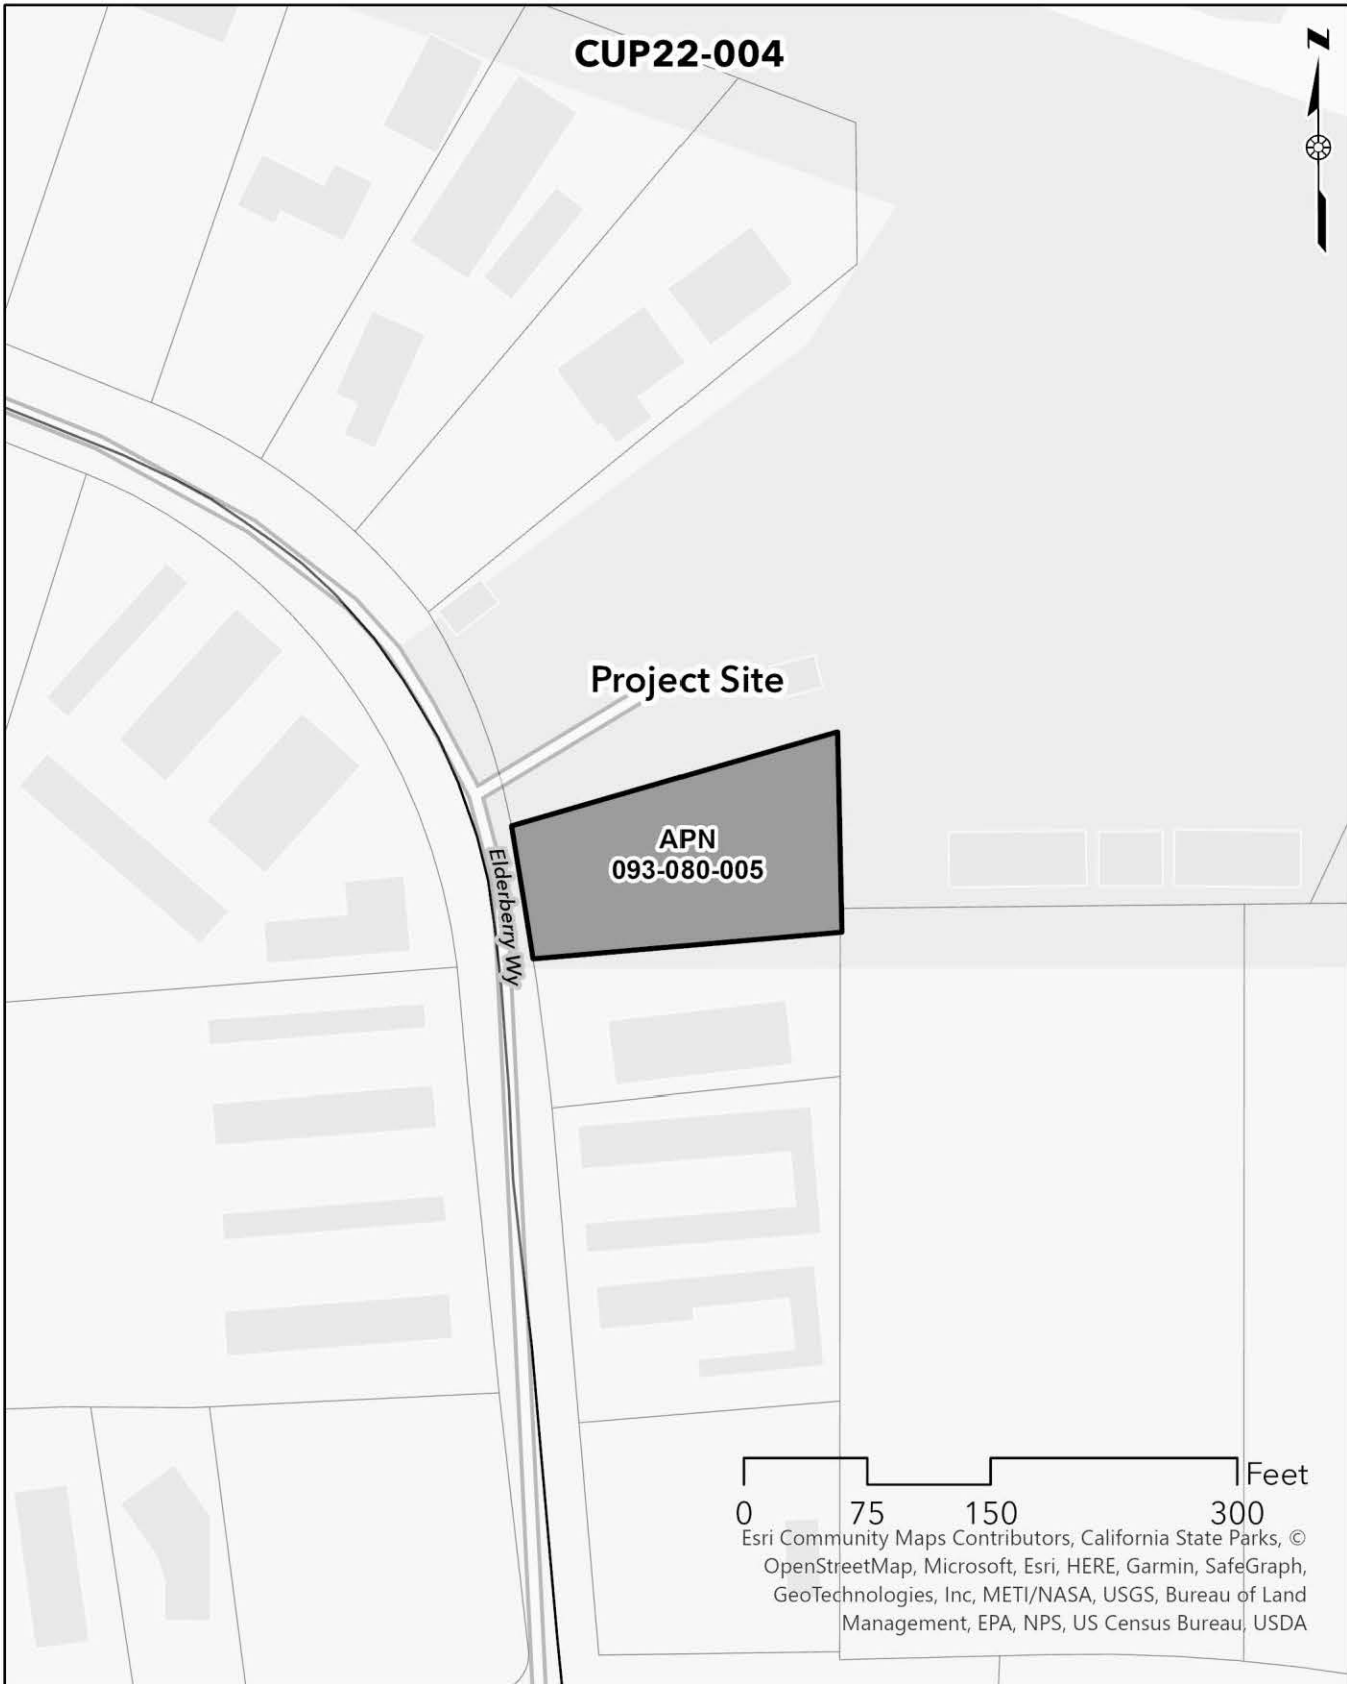 CUP22-004
N
Project Site
APN
093-080-005
Elderberry Wy
Feet
0 75 150 300
Esri Community Maps Contributors, California State Parks, ©
OpenStreetMap, Microsoft, Esri, HERE, Garmin, SafeGraph,
GeoTechnologies, Inc, METI/NASA, USGS, Bureau of Land
Management, EPA, NPS, US Census Bureau, USDA